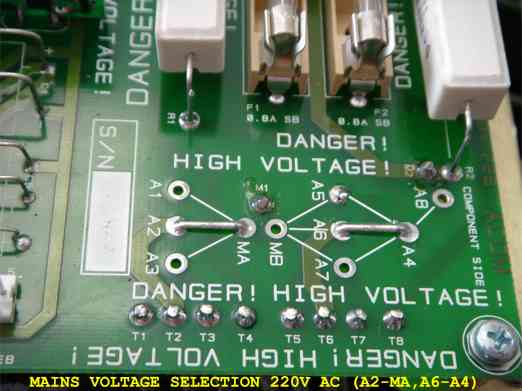 VOLTAGE!
DANGER!
DANGER!
F1
0.8A SB
F2
0.8A SB
R1
S/N
DANGER!
HIGH VOLTAGE!
R2
A1
M1
A5
A8
A2
MA
MB
A6
A4
A3
A7
COMPONENT SIDE
DANGER! HIGH VOLTAGE!
T1 T2 T3 T4 T5 T6 T7 T8
DANGER! HIGH VOLTAGE!
MAINS VOLTAGE SELECTION 220V AC (A2-MA,A6-A4)